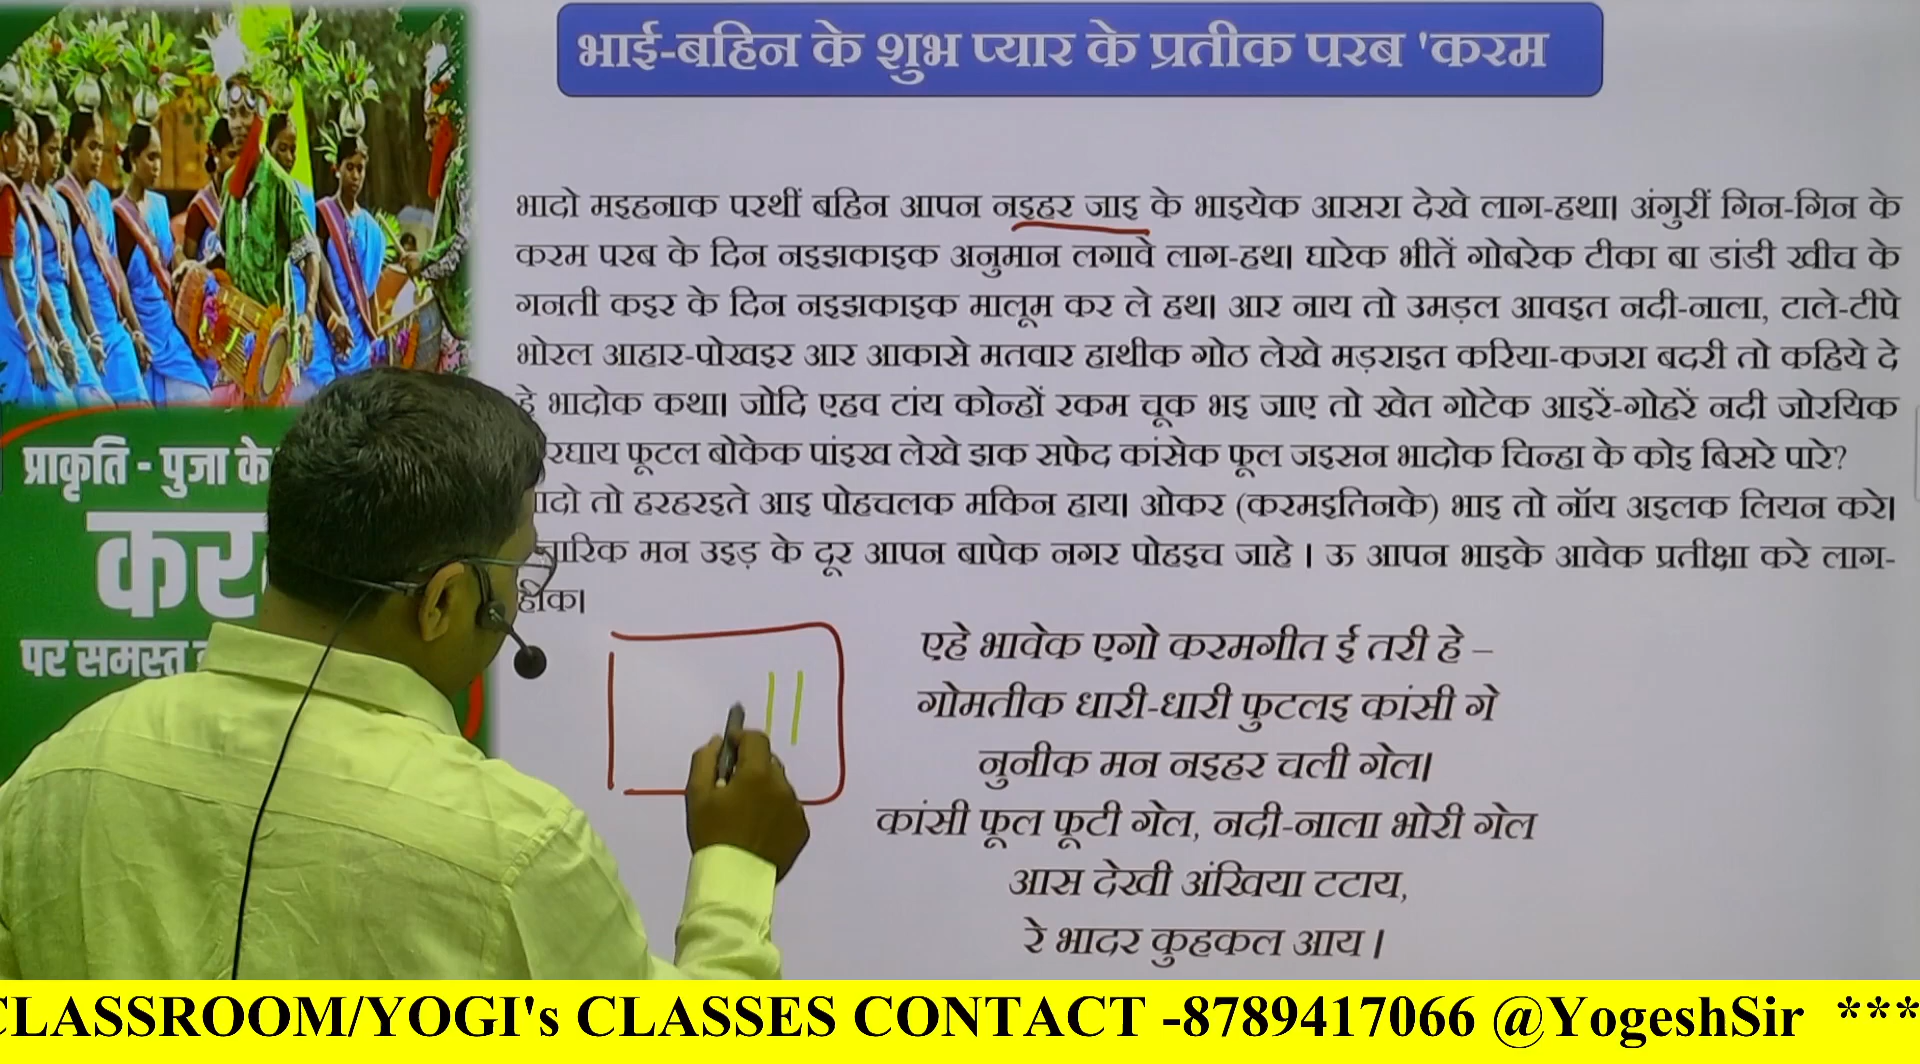 भाई-बहिन के शुभ प्यार के प्रतीक परब 'करम
भादो मइहनाक परथीं बहिन आपन नइहर जाइ के भाइयेक आसरा देखे लाग-हथा। अंगुरीं गिन-गिन के
करम परब के दिन नइझकाइक अनुमान लगावे लाग-हथ। घारेक भीतें गोबरेक टीका बा डांडी खीच के
गनती कइर के दिन नइझकाइक मालूम कर ले हथ। आर नाय तो उमड़ल आवइत नदी-नाला, टाले-टीपे
भोरल आहार-पोखइर आर आकासे मतवार हाथीक गोठ लेखे मड़राइत करिया-कजरा बदरी तो कहिये दे
हे भादोक कथा। जोदि एहव टांय कोन्हों रकम चूक भइ जाए तो खेत गोटेक आइरें-गोहरें नदी जोरयिक
फूटल बोकेक पांइख लेखे झक सफेद कांसेक फूल जइसन भादोक चिन्हा के कोइ बिसरे पारे?
तो हरहरइते आइ पोहचलक मकिन हाय। ओकर (करमइतिनके) भाइ तो नॉय अइलक लियन करे।
मन उइड़ के दूर आपन बापेक नगर पोहइच जाहे । ऊ आपन भाइके आवेक प्रतीक्षा करे लाग-
हीक।
एहे भावेक एगो करमगीत ई तरी हे –
गोमतीक धारी-धारी फुटलइ कांसी गे
नुनीक मन नइहर चली गेल।
कांसी फूल फूटी गेल, नदी-नाला भोरी गेल
आस देखी अंखिया टटाय,
रे भादर कुहकल आय ।
प्राकृति - पुजा के
कर
पर समस्त
CLASSROOM/YOGI's CLASSES CONTACT -8789417066 @YogeshSir ***